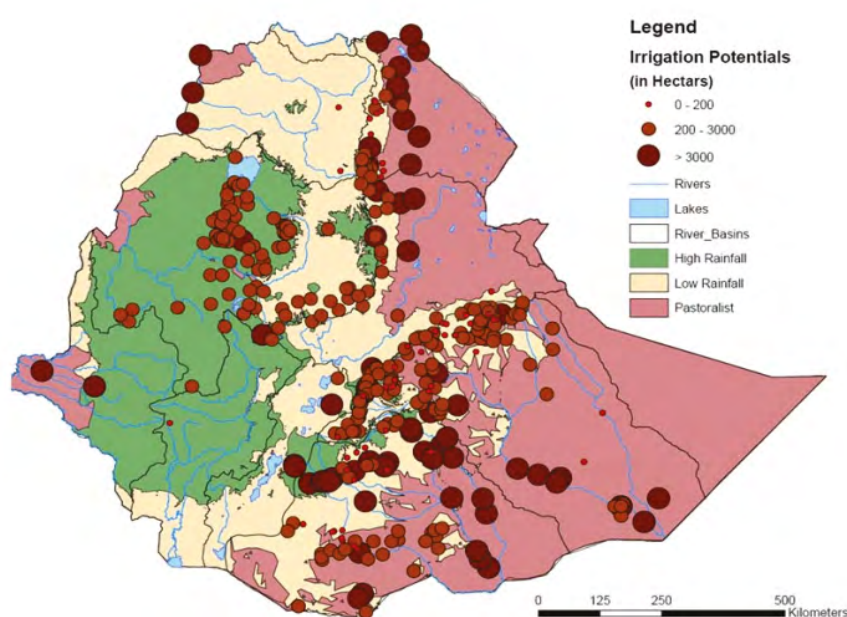 Legend
Irrigation Potentials
(in Hectars)
0 - 200
200 - 3000
> 3000
Rivers
Lakes
River_Basins
High Rainfall
Low Rainfall
Pastoralist
0 125 250 500
Kilometers